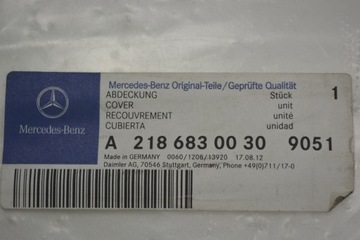 Mercedes-Benz Original-Teile/Geprüfte Qualität
ABDECKUNG Stück 1
COVER unit
RECOUVREMENT unité
CUBIERTA unidad
Mercedes-Benz
A 218 683 00 30 9051
Made in GERMANY 0060/1208/13920 17.08.12
Daimler AG, 70546 Stuttgart, Germany, Phone +49(0)711/17-0